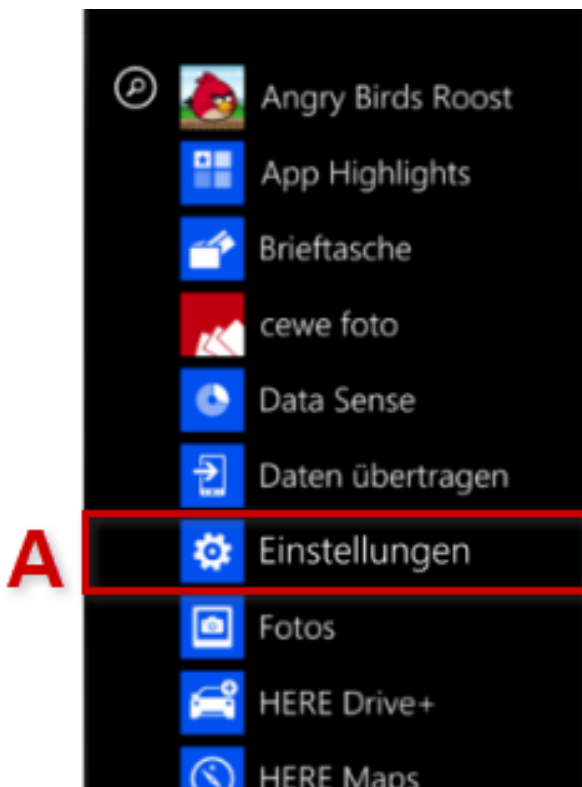 Angry Birds Roost
App Highlights
Brieftasche
cewe foto
Data Sense
Daten übertragen
A
Einstellungen
Fotos
HERE Drive+
HERE Maps